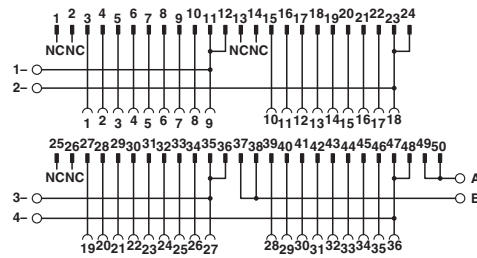 1 2 3 4 5 6 7 8 9 10 11 12 13 14 15 16 17 18 19 20 21 22 23 24
NC NC NC NC
1–
2–
1 2 3 4 5 6 7 8 9 10 11 12 13 14 15 16 17 18
25 26 27 28 29 30 31 32 33 34 35 36 37 38 39 40 41 42 43 44 45 46 47 48 49 50
NC NC
A
3–
B
4–
19 20 21 22 23 24 25 26 27 28 29 30 31 32 33 34 35 36